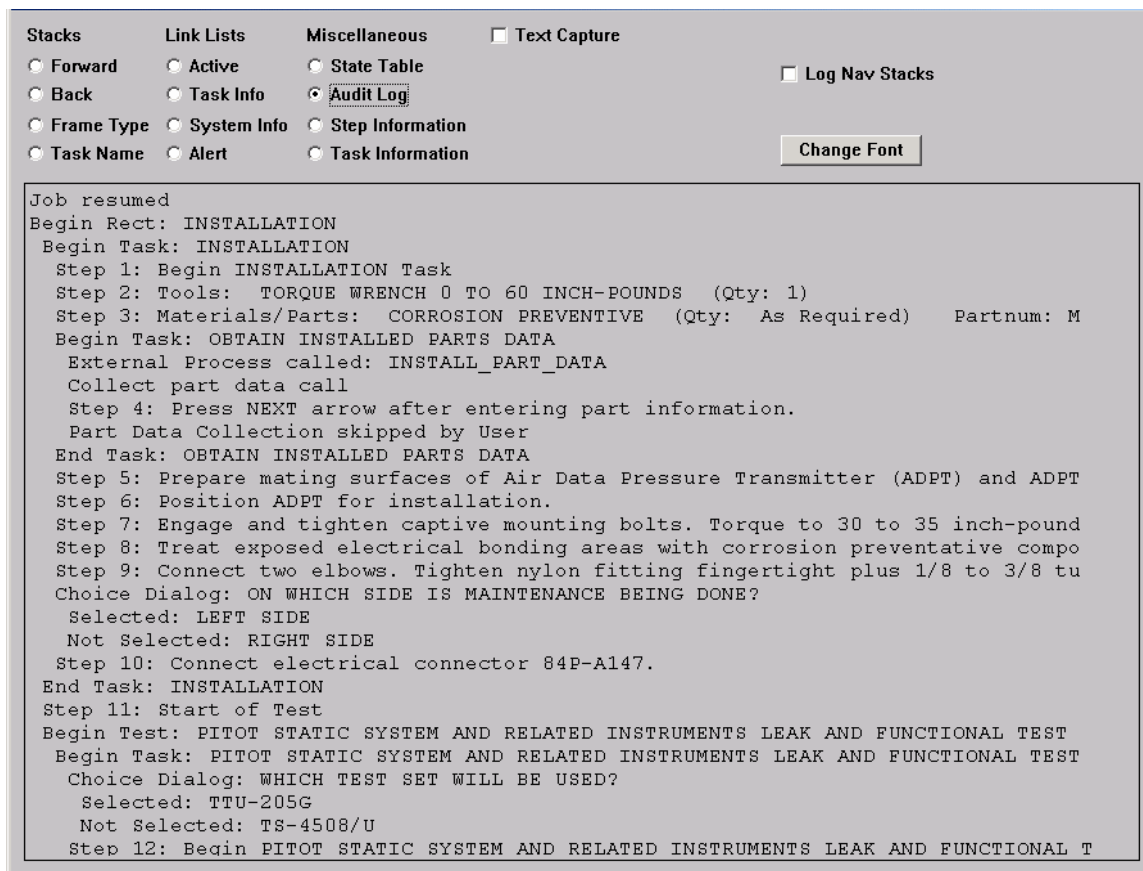 Stacks Link Lists Miscellaneous Text Capture
Forward Active State Table
Log Nav Stacks
Back Task Info Audit Log
Frame Type System Info Step Information
Task Name Alert Task Information
Change Font
Job resumed
Begin Rect: INSTALLATION
Begin Task: INSTALLATION
Step 1: Begin INSTALLATION Task
Step 2: Tools: TORQUE WRENCH 0 TO 60 INCH-POUNDS (Qty: 1)
Step 3: Materials/Parts: CORROSION PREVENTIVE (Qty: As Required) Partnum: M
Begin Task: OBTAIN INSTALLED PARTS DATA
External Process called: INSTALL_PART_DATA
Collect part data call
Step 4: Press NEXT arrow after entering part information.
Part Data Collection skipped by User
End Task: OBTAIN INSTALLED PARTS DATA
Step 5: Prepare mating surfaces of Air Data Pressure Transmitter (ADPT) and ADPT
Step 6: Position ADPT for installation.
Step 7: Engage and tighten captive mounting bolts. Torque to 30 to 35 inch-pound
Step 8: Treat exposed electrical bonding areas with corrosion preventative compo
Step 9: Connect two elbows. Tighten nylon fitting fingertight plus 1/8 to 3/8 tu
Choice Dialog: ON WHICH SIDE IS MAINTENANCE BEING DONE?
Selected: LEFT SIDE
Not Selected: RIGHT SIDE
Step 10: Connect electrical connector 84P-A147.
End Task: INSTALLATION
Step 11: Start of Test
Begin Test: PITOT STATIC SYSTEM AND RELATED INSTRUMENTS LEAK AND FUNCTIONAL TEST
Begin Task: PITOT STATIC SYSTEM AND RELATED INSTRUMENTS LEAK AND FUNCTIONAL TEST
Choice Dialog: WHICH TEST SET WILL BE USED?
Selected: TTU-205G
Not Selected: TS-4508/U
Step 12: Begin PITOT STATIC SYSTEM AND RELATED INSTRUMENTS LEAK AND FUNCTIONAL T